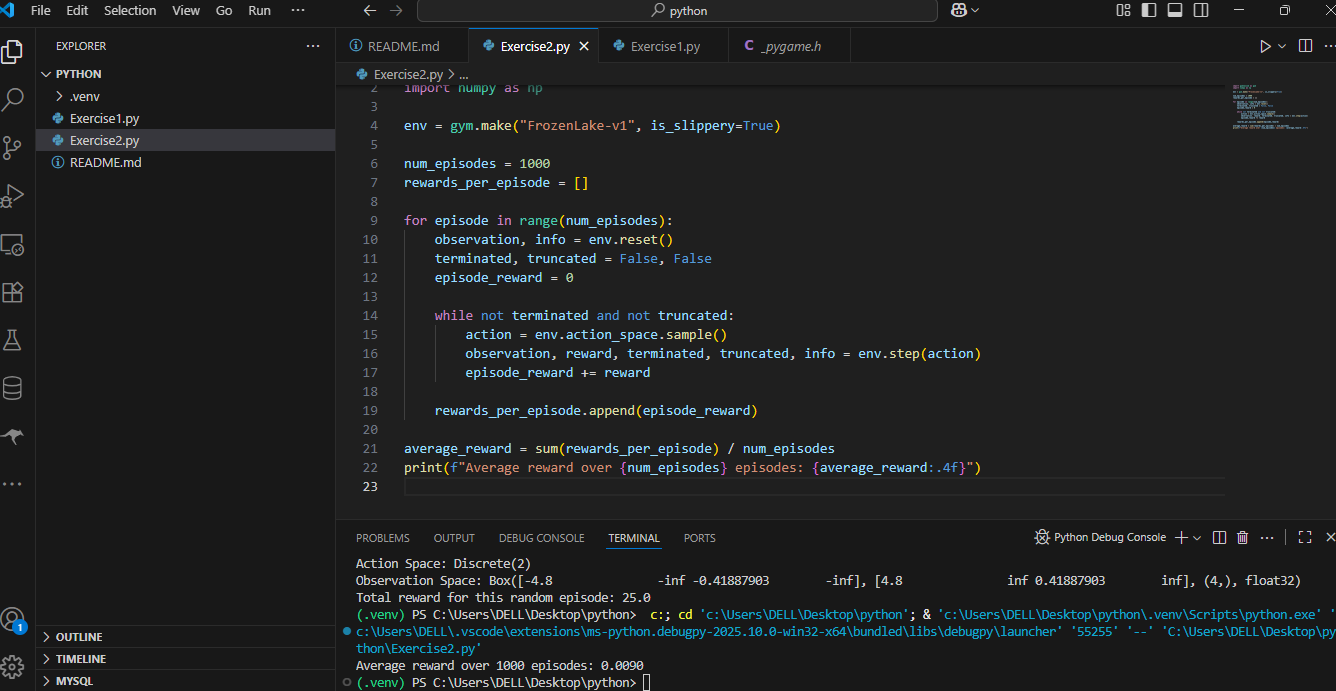 File Edit Selection View Go Run ··· python
EXPLORER ···
PYTHON
.venv
Exercise1.py
Exercise2.py
README.md
OUTLINE
TIMELINE
MYSQL
1
README.md Exercise2.py Exercise1.py C _pygame.h
Exercise2.py > ...
2 import numpy as np
3
4 env = gym.make("FrozenLake-v1", is_slippery=True)
5
6 num_episodes = 1000
7 rewards_per_episode = []
8
9 for episode in range(num_episodes):
10 observation, info = env.reset()
11 terminated, truncated = False, False
12 episode_reward = 0
13
14 while not terminated and not truncated:
15 action = env.action_space.sample()
16 observation, reward, terminated, truncated, info = env.step(action)
17 episode_reward += reward
18
19 rewards_per_episode.append(episode_reward)
20
21 average_reward = sum(rewards_per_episode) / num_episodes
22 print(f"Average reward over {num_episodes} episodes: {average_reward:.4f}")
23
PROBLEMS OUTPUT DEBUG CONSOLE TERMINAL PORTS Python Debug Console
Action Space: Discrete(2)
Observation Space: Box([-4.8 -inf -0.41887903 -inf], [4.8 inf 0.41887903 inf], (4,), float32)
Total reward for this random episode: 25.0
(.venv) PS C:\Users\DELL\Desktop\python> c:; cd 'c:\Users\DELL\Desktop\python'; & 'c:\Users\DELL\Desktop\python\.venv\Scripts\python.exe' '
c:\Users\DELL\.vscode\extensions\ms-python.debugpy-2025.10.0-win32-x64\bundled\libs\debugpy\launcher' '55255' '--' 'C:\Users\DELL\Desktop\py
thon\Exercise2.py'
Average reward over 1000 episodes: 0.0090
(.venv) PS C:\Users\DELL\Desktop\python>